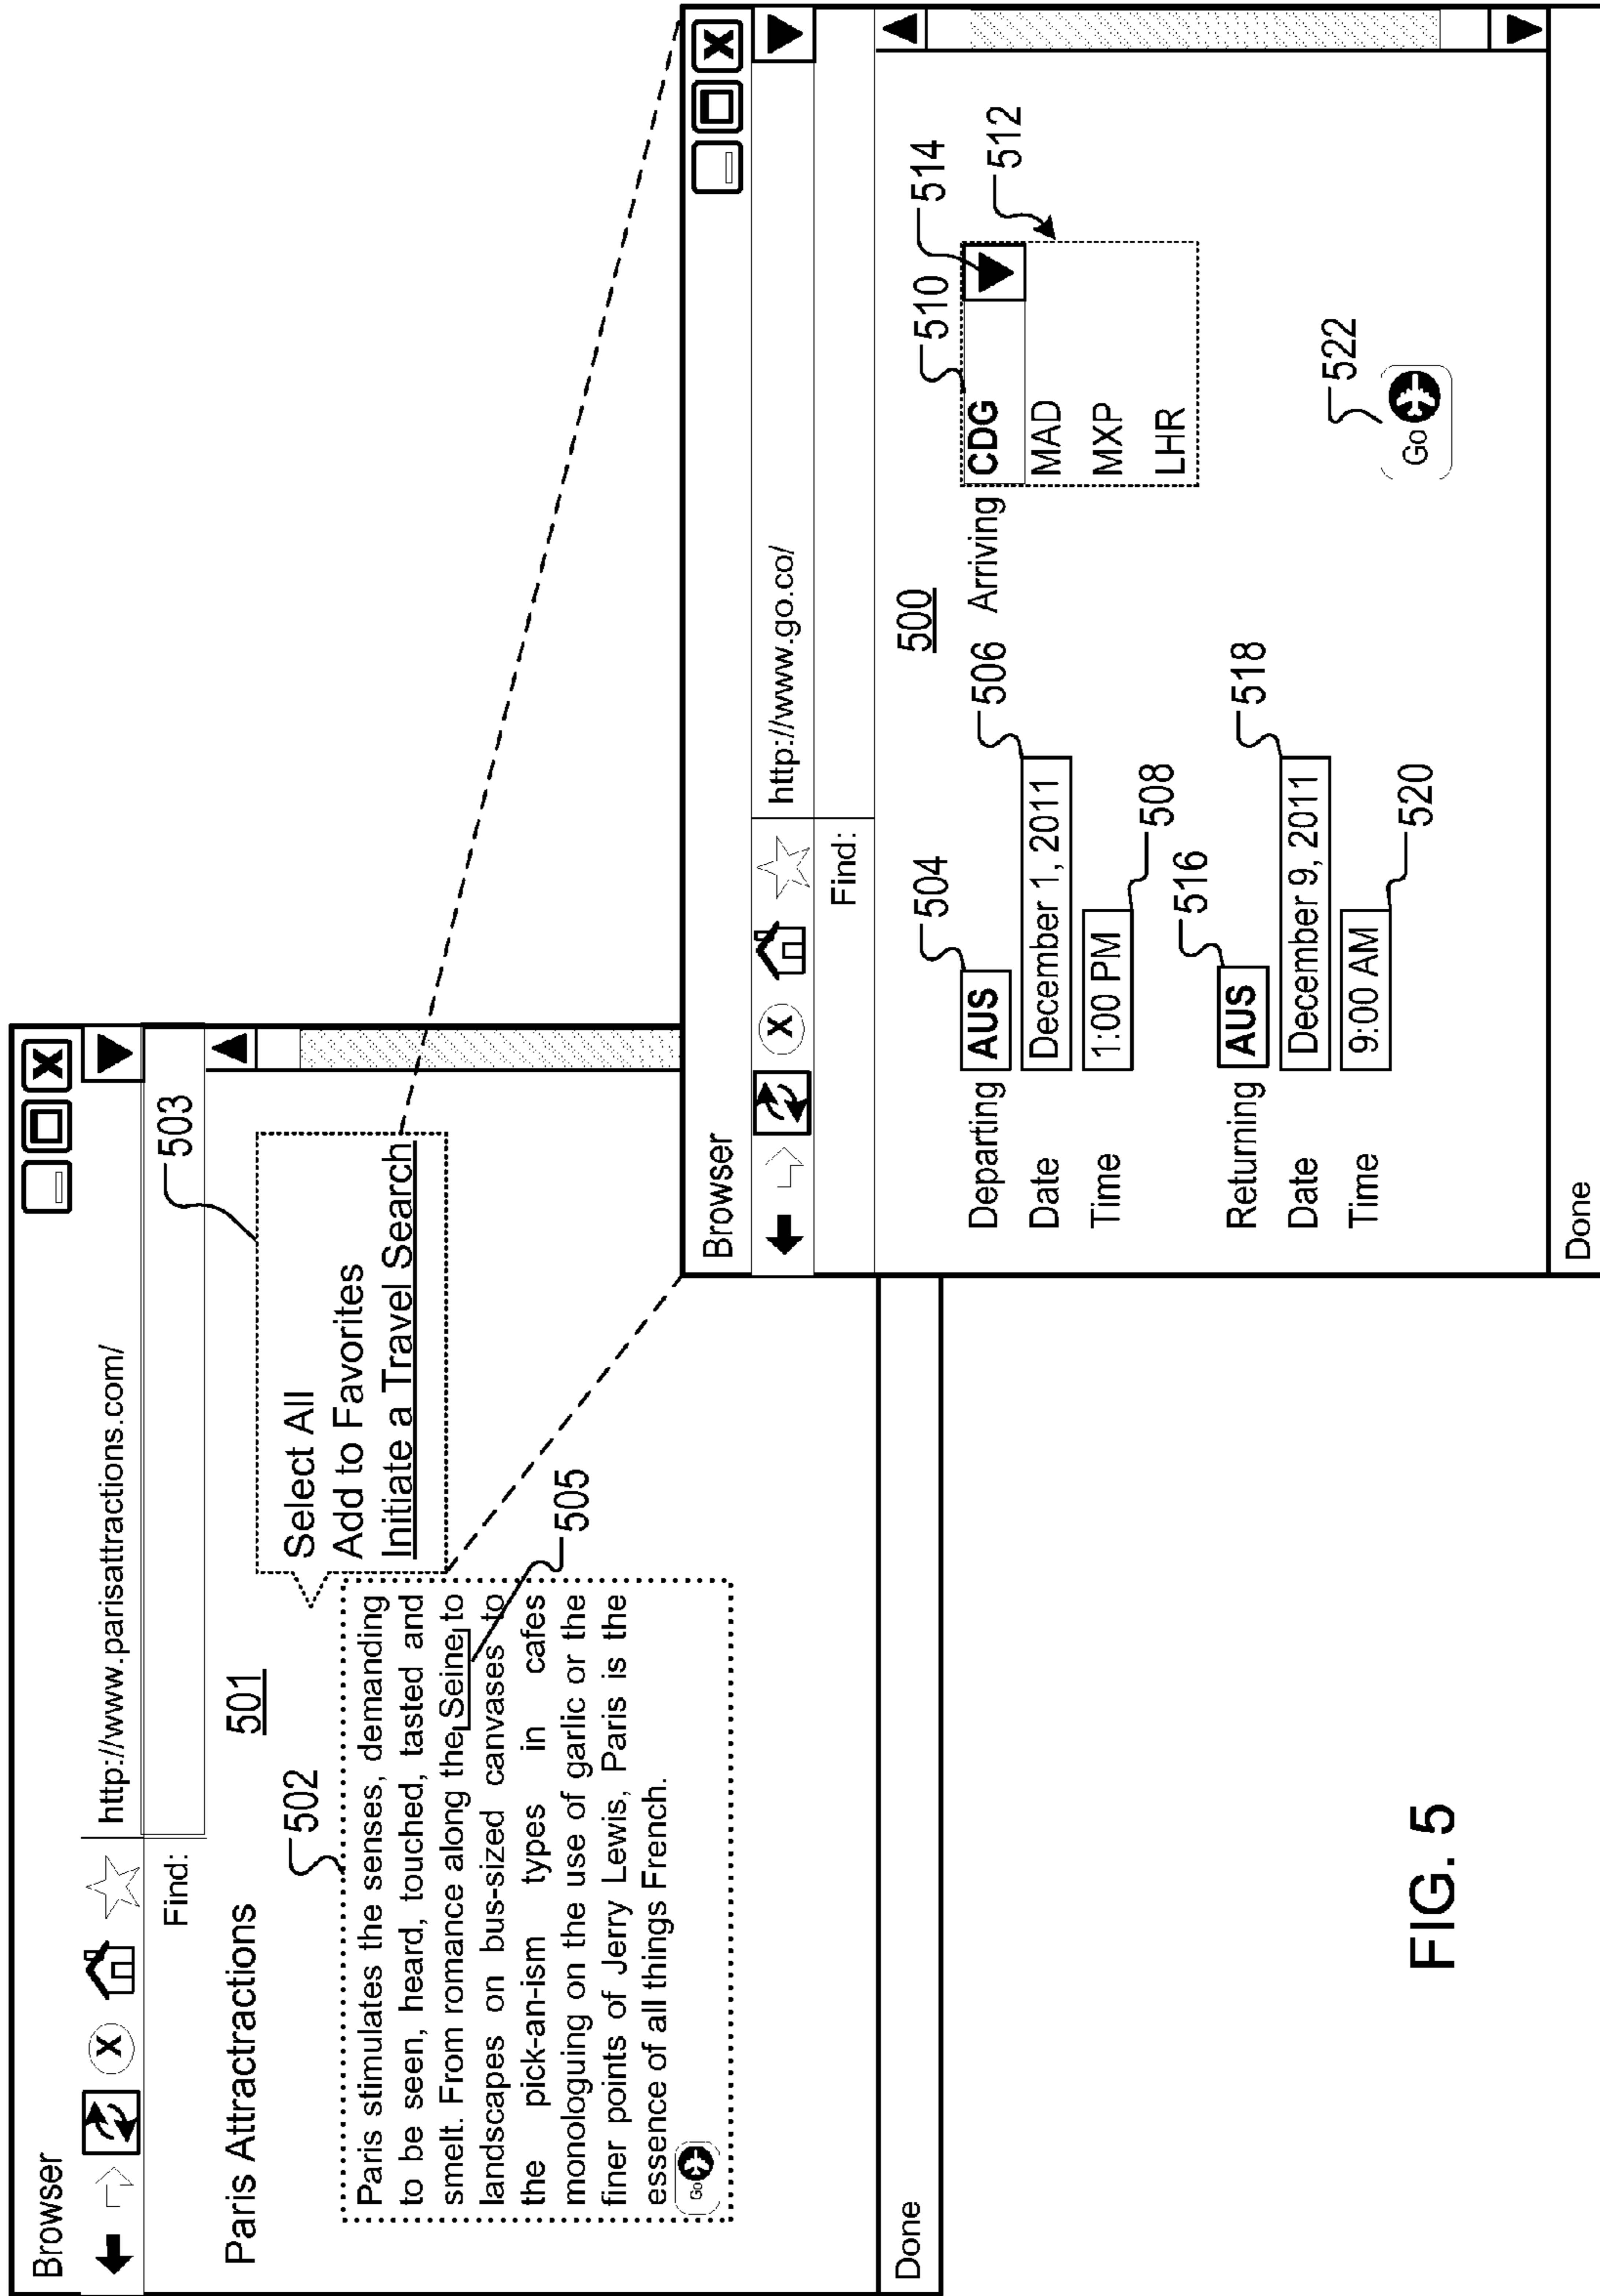 Browser
X
X
http://www.parisattractions.com/
Find:
Paris Attractractions
501
502
503
Select All
Add to Favorites
Initiate a Travel Search
Paris stimulates the senses, demanding
to be seen, heard, touched, tasted and
smelt. From romance along the Seine to
landscapes on bus-sized canvases to
the pick-an-ism types in cafes
monologuing on the use of garlic or the
finer points of Jerry Lewis, Paris is the
essence of all things French.
Go
505
Done
Browser
X
X
http://www.go.co/
Find:
500
504
510
514
Departing AUS
506
Arriving CDG
512
Date December 1, 2011
MAD
Time 1:00 PM
508
MXP
LHR
516
Returning AUS
518
Date December 9, 2011
522
Time 9:00 AM
520
Go
Done
FIG. 5